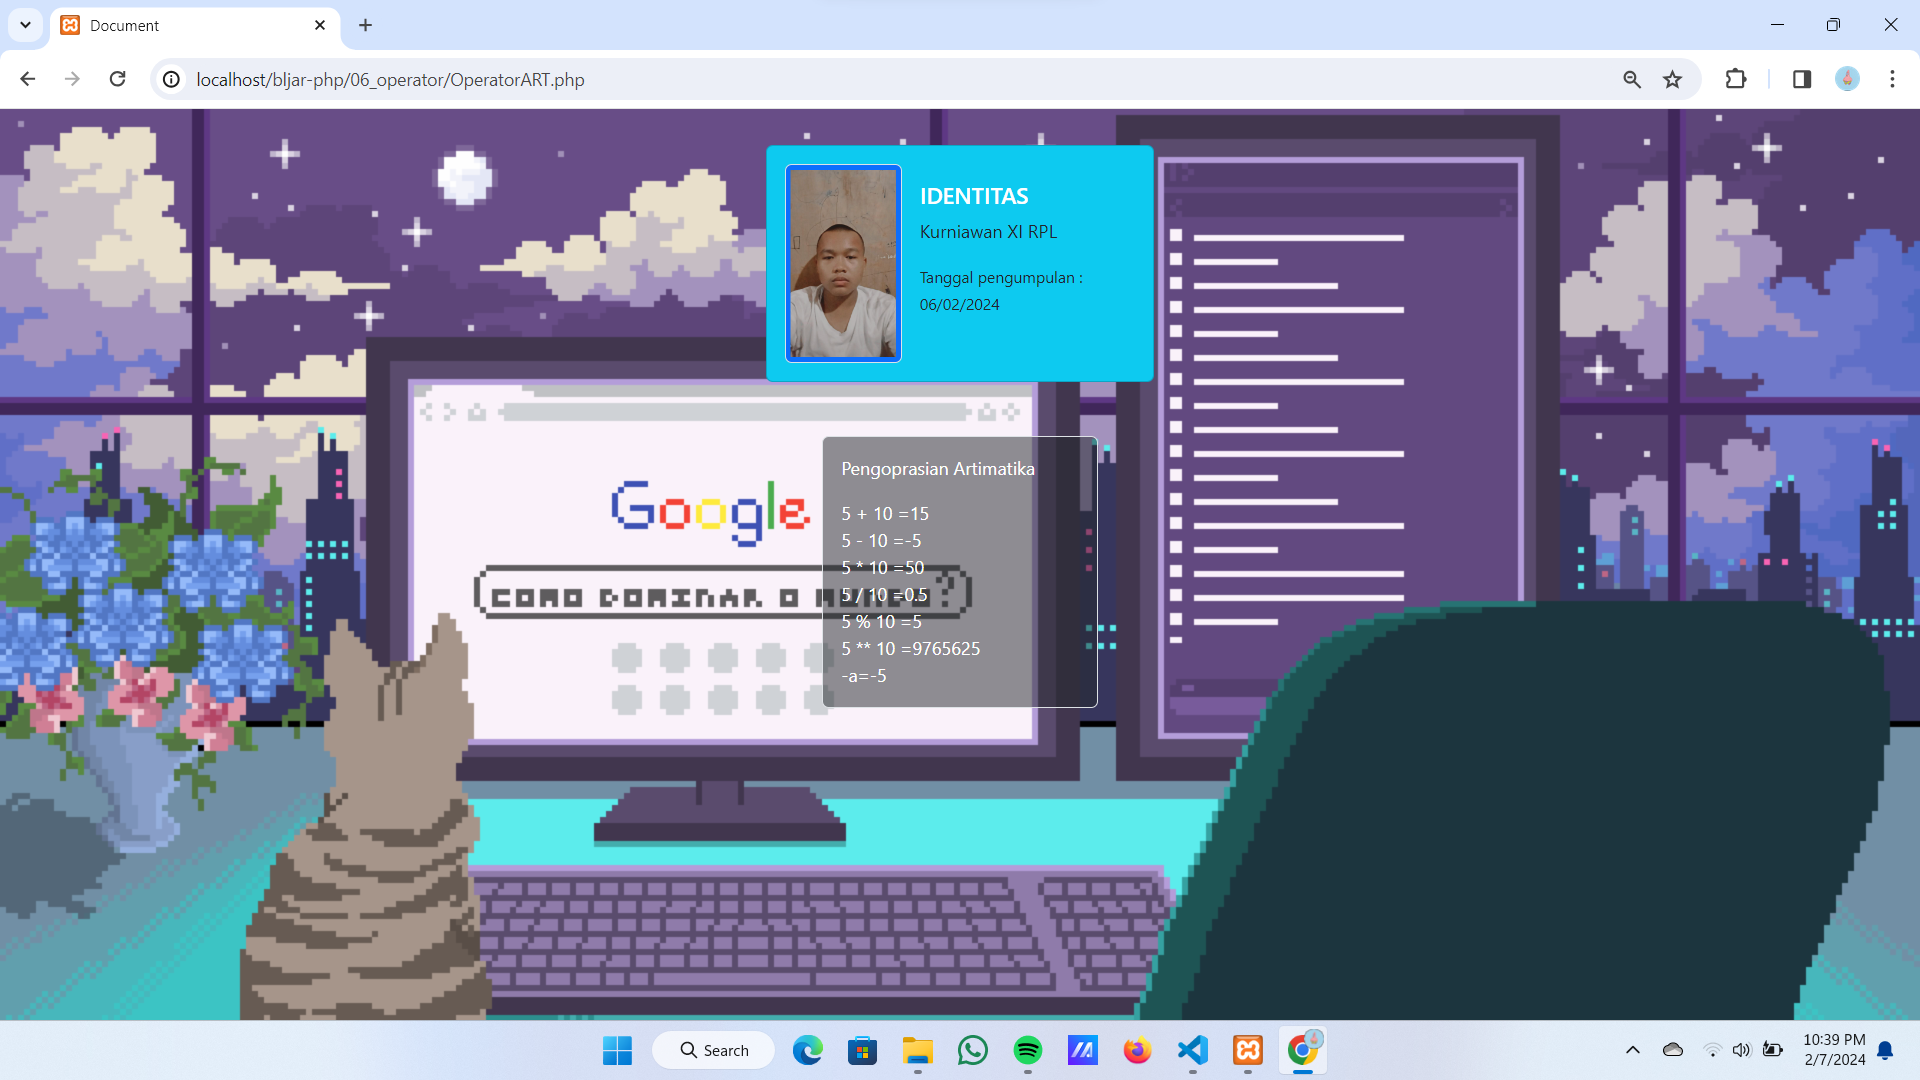 Document
localhost/bljar-php/06_operator/OperatorART.php
IDENTITAS
Kurniawan XI RPL
Tanggal pengumpulan :
06/02/2024
Google
COMO DOMINAR O MUNDO?
Pengoprasian Artimatika
5 + 10 =15
5 - 10 =-5
5 * 10 =50
5 / 10 =0.5
5 % 10 =5
5 ** 10 =9765625
-a=-5
Search
10:39 PM
2/7/2024